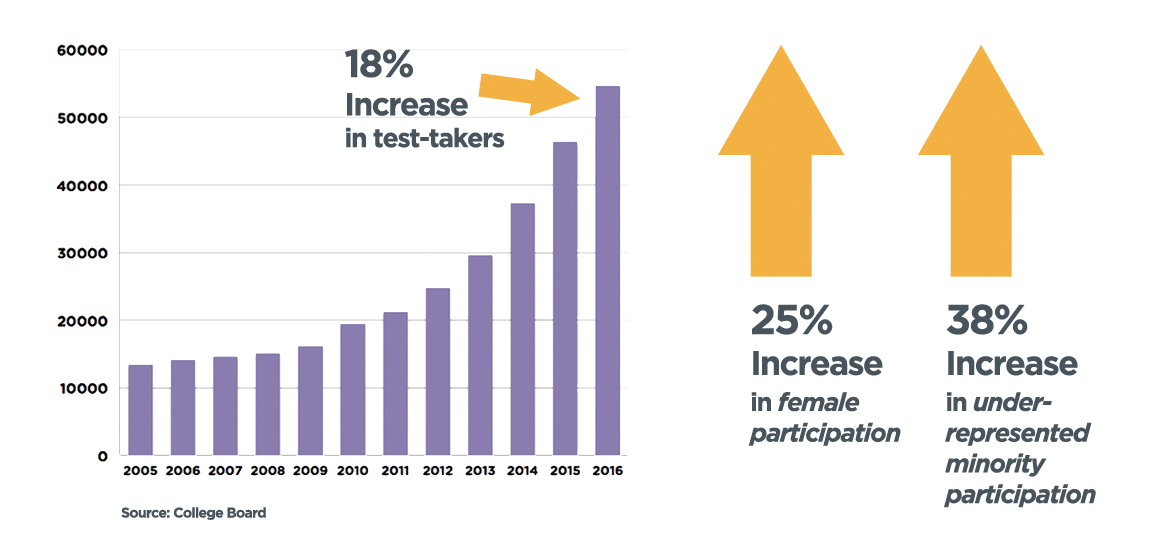 60000
50000
40000
30000
20000
10000
0
18%
Increase
in test-takers
2005 2006 2007 2008 2009 2010 2011 2012 2013 2014 2015 2016
Source: College Board
25%
Increase
in female
participation
38%
Increase
in under-
represented
minority
participation